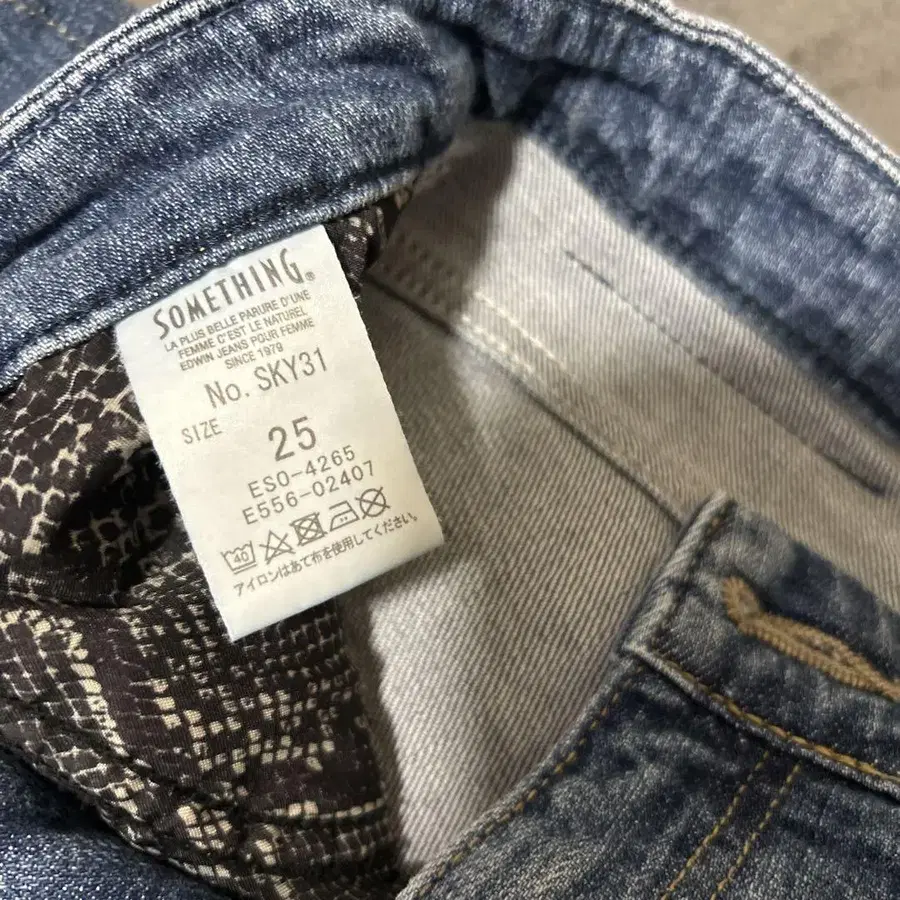 SOMETHING®
LA PLUS BELLE PARURE D'UNE
FEMME C'EST LE NATUREL
EDWIN JEANS POUR FEMME
SINCE 1979
No. SKY31
SIZE
25
ESO-4265
E556-02407
40
アイロンはあて布を使用してください。